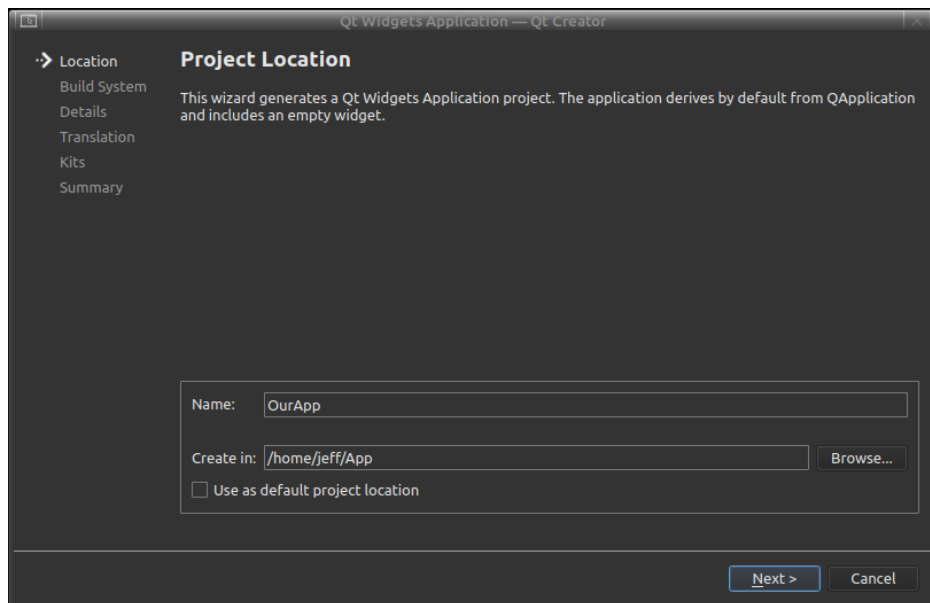 Qt Widgets Application — Qt Creator
Location
Build System
Details
Translation
Kits
Summary
Project Location
This wizard generates a Qt Widgets Application project. The application derives by default from QApplication
and includes an empty widget.
Name: OurApp
Create in: /home/jeff/App Browse...
Use as default project location
Next > Cancel